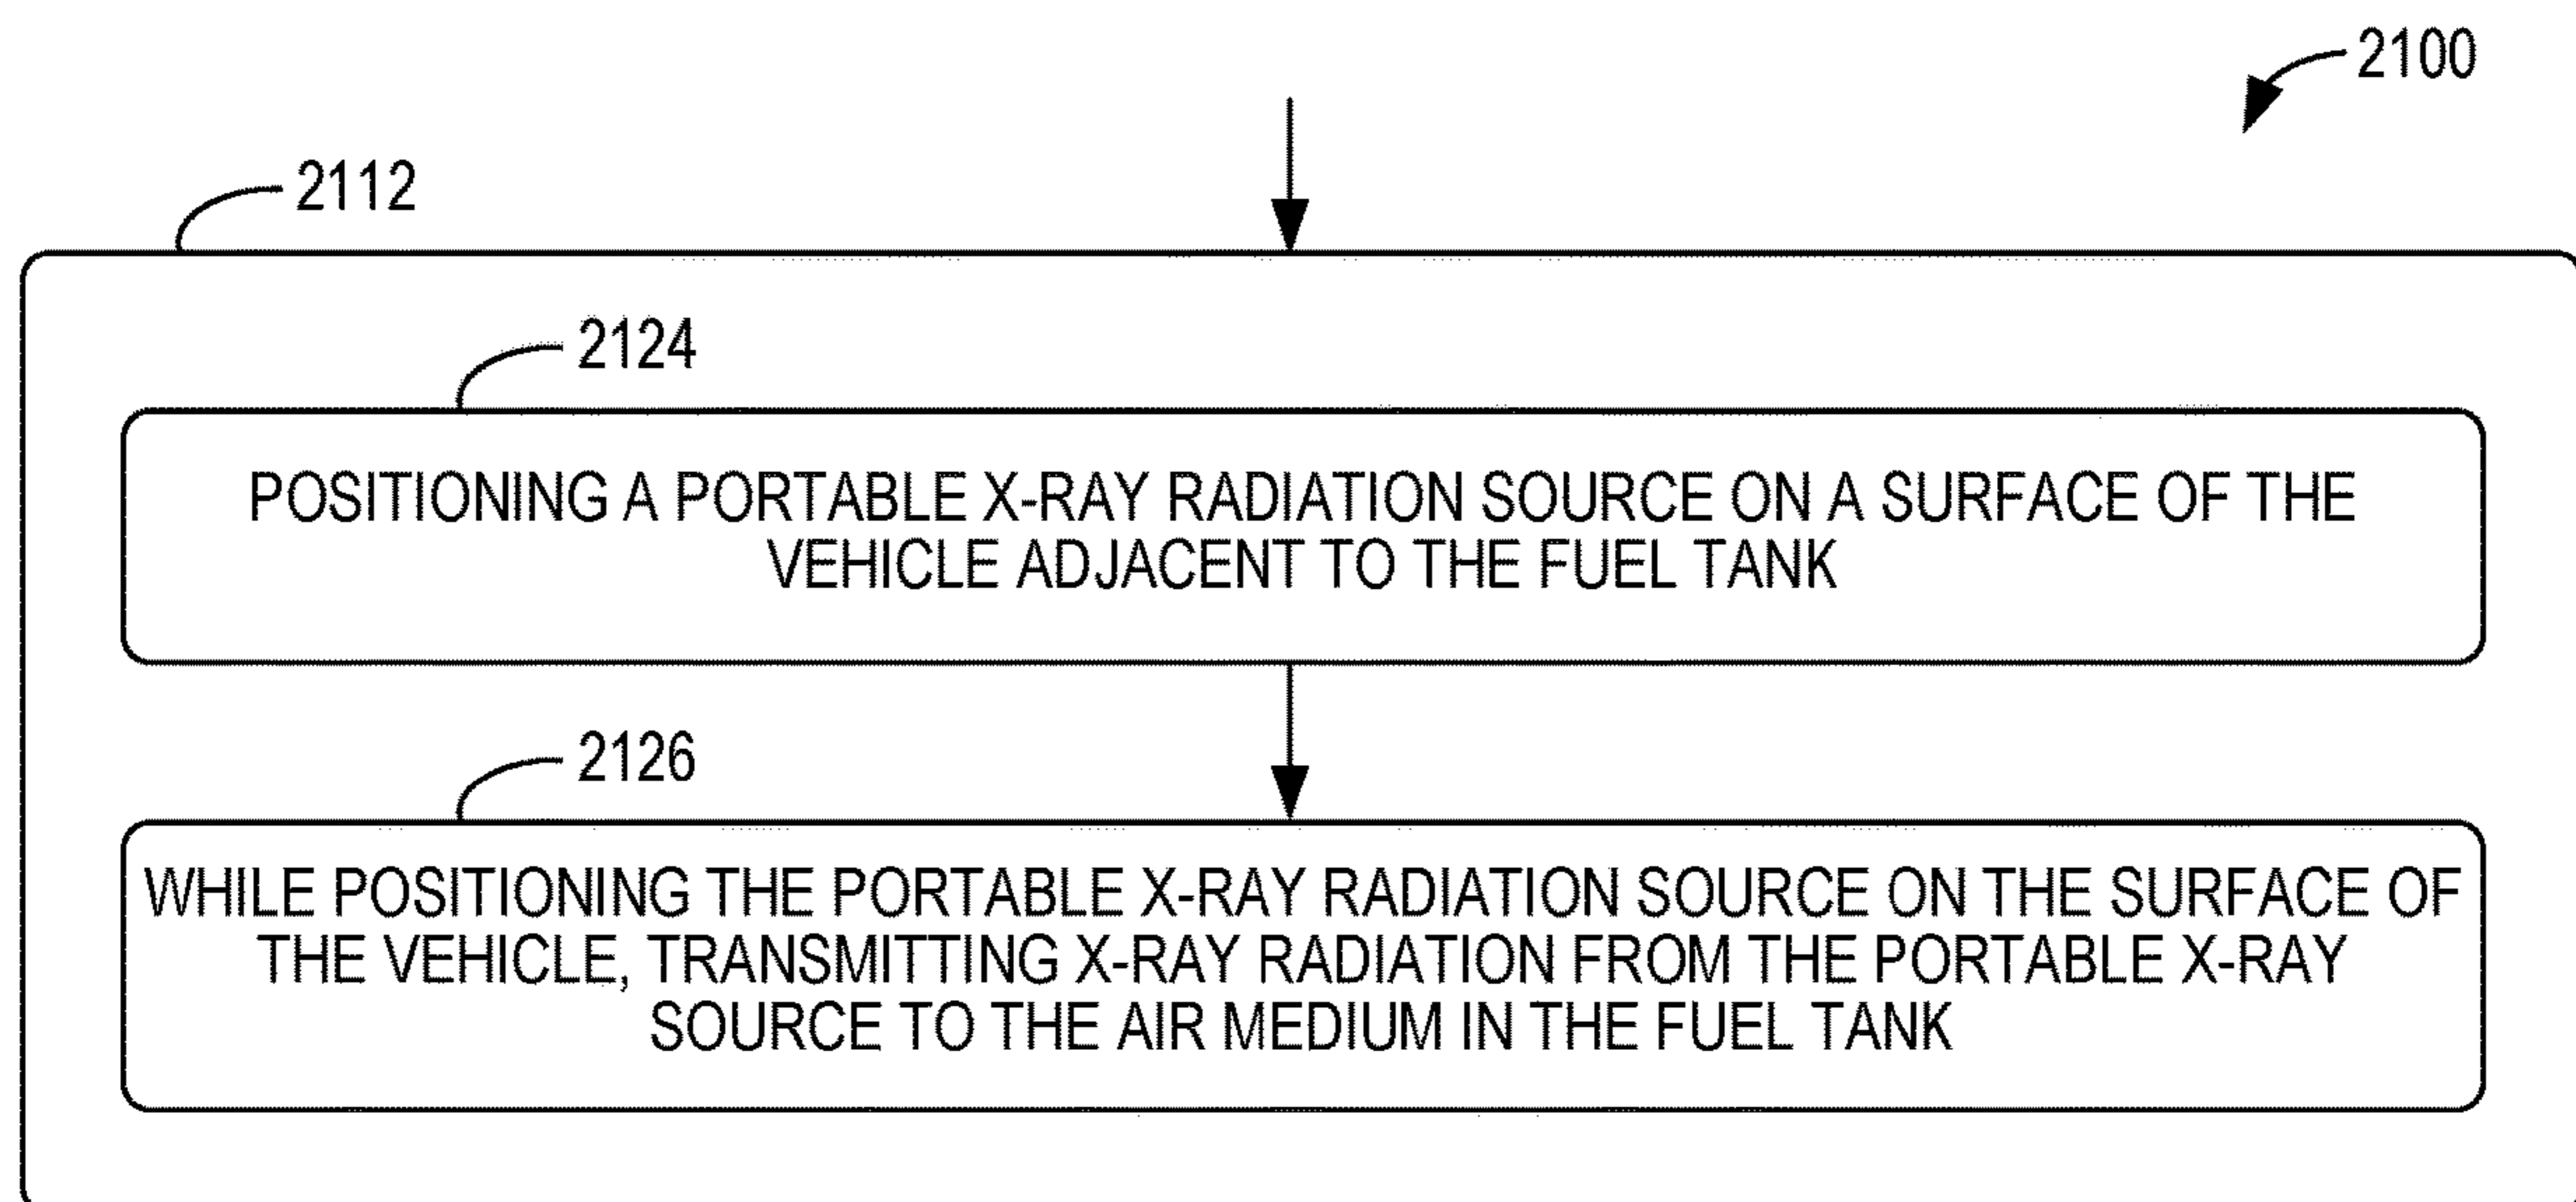 2100
2112
2124
POSITIONING A PORTABLE X-RAY RADIATION SOURCE ON A SURFACE OF THE
VEHICLE ADJACENT TO THE FUEL TANK
2126
WHILE POSITIONING THE PORTABLE X-RAY RADIATION SOURCE ON THE SURFACE OF
THE VEHICLE, TRANSMITTING X-RAY RADIATION FROM THE PORTABLE X-RAY
SOURCE TO THE AIR MEDIUM IN THE FUEL TANK